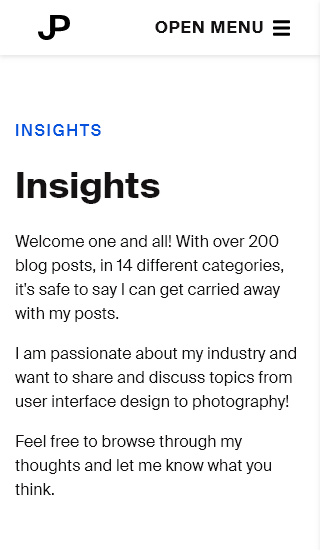 JP
OPEN MENU
INSIGHTS
Insights
Welcome one and all! With over 200
blog posts, in 14 different categories,
it's safe to say I can get carried away
with my posts.
I am passionate about my industry and
want to share and discuss topics from
user interface design to photography!
Feel free to browse through my
thoughts and let me know what you
think.